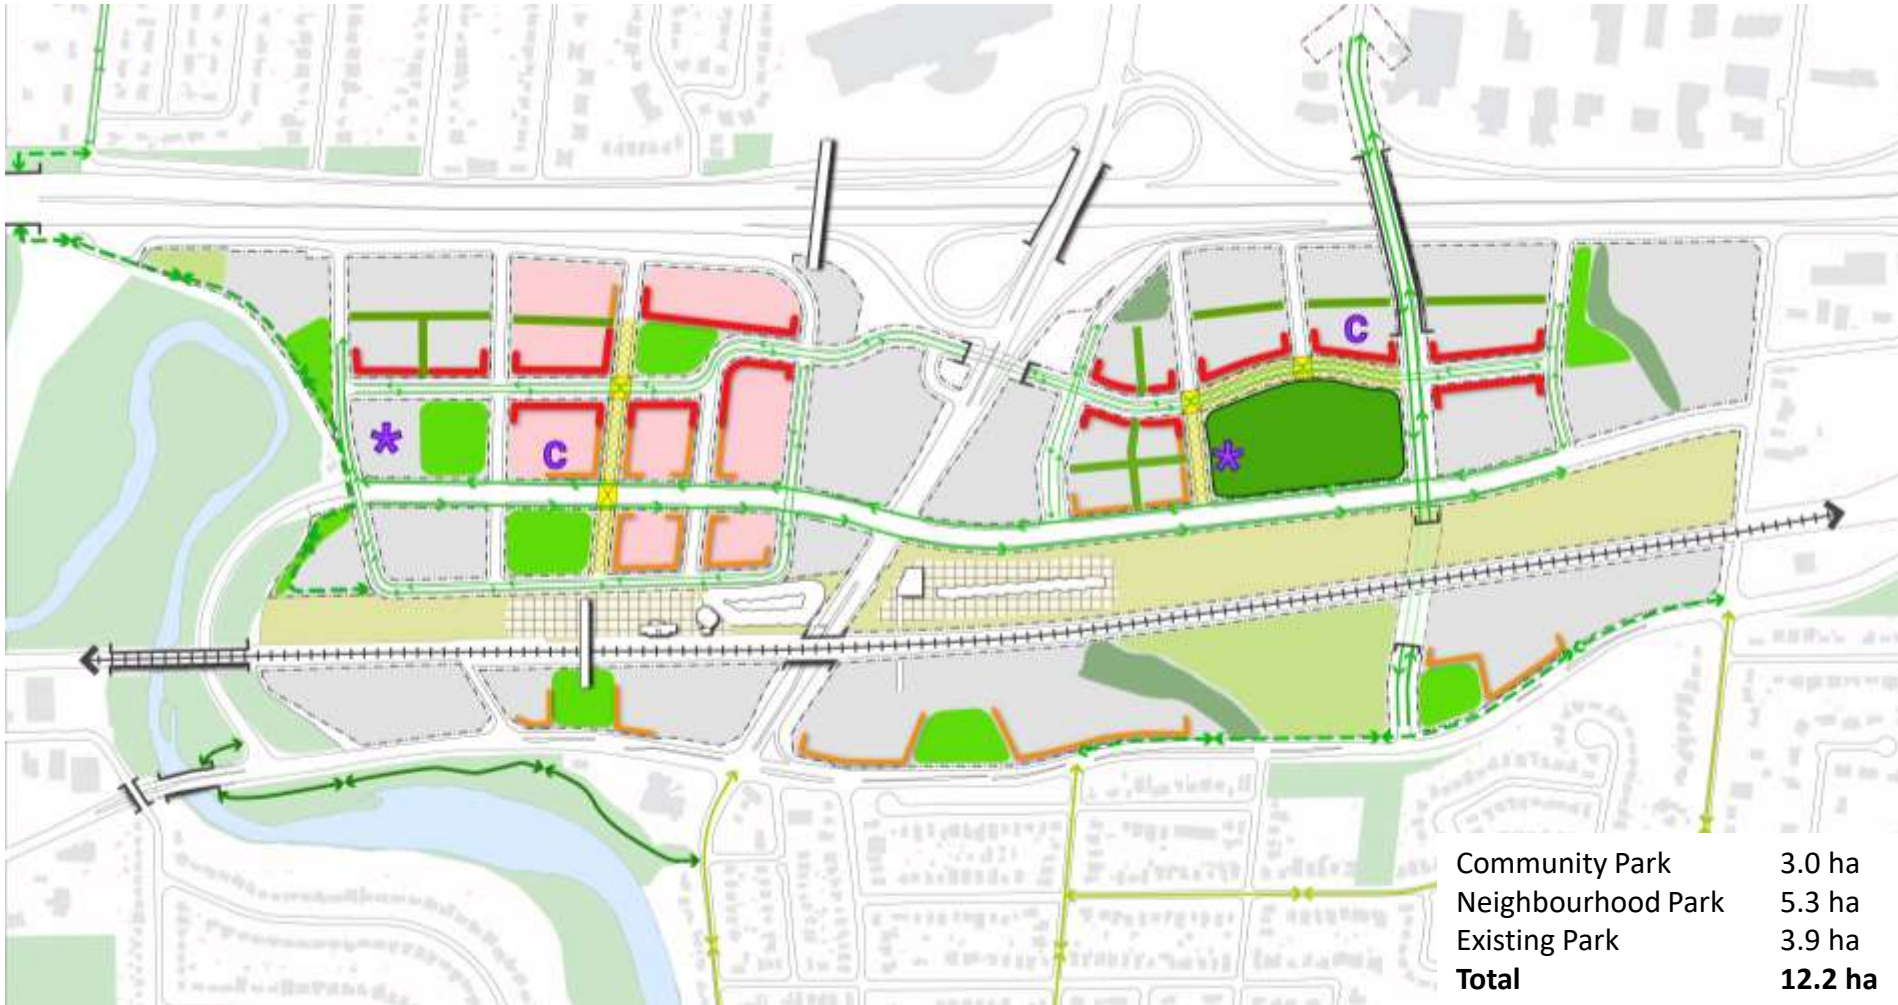 C
*
C
*
Community Park 3.0 ha
Neighbourhood Park 5.3 ha
Existing Park 3.9 ha
Total 12.2 ha